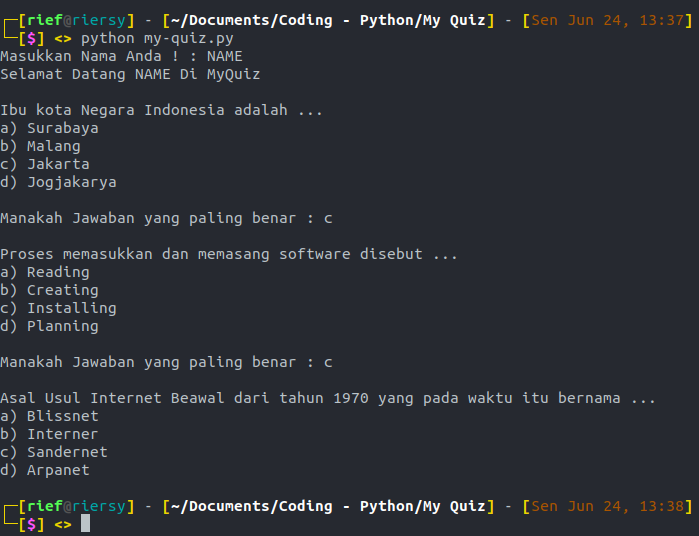 ┌─[rief@riersy] - [~/Documents/Coding - Python/My Quiz] - [Sen Jun 24, 13:37]
└─[$] <> python my-quiz.py
Masukkan Nama Anda ! : NAME
Selamat Datang NAME Di MyQuiz
Ibu kota Negara Indonesia adalah ...
a) Surabaya
b) Malang
c) Jakarta
d) Jogjakarya
Manakah Jawaban yang paling benar : c
Proses memasukkan dan memasang software disebut ...
a) Reading
b) Creating
c) Installing
d) Planning
Manakah Jawaban yang paling benar : c
Asal Usul Internet Beawal dari tahun 1970 yang pada waktu itu bernama ...
a) Blissnet
b) Interner
c) Sandernet
d) Arpanet
┌─[rief@riersy] - [~/Documents/Coding - Python/My Quiz] - [Sen Jun 24, 13:38]
└─[$] <>